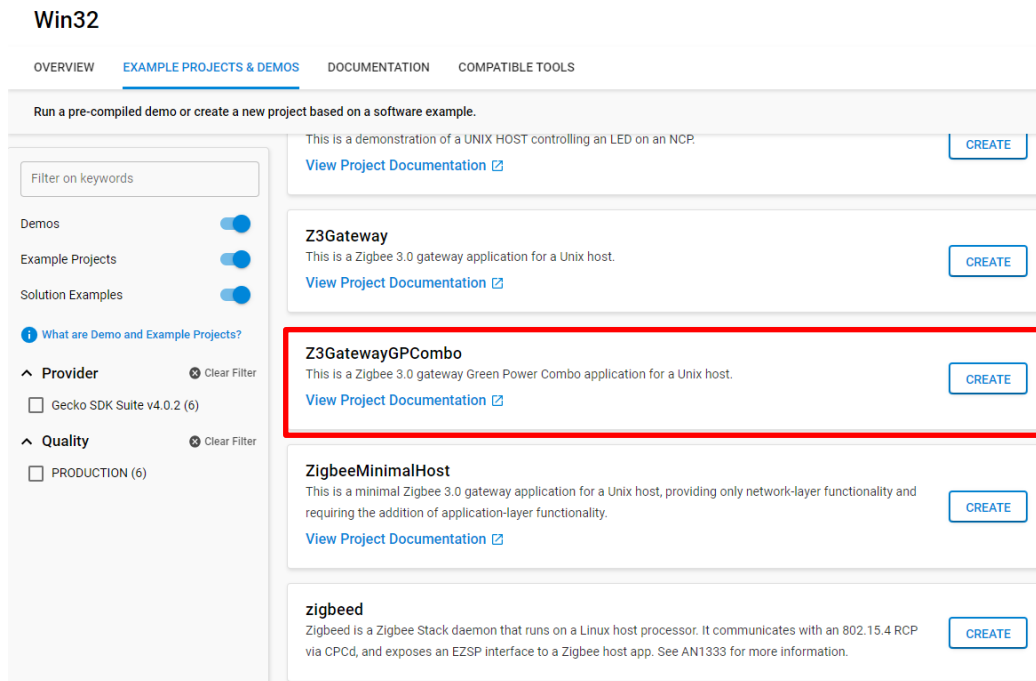 Win32
OVERVIEW EXAMPLE PROJECTS & DEMOS DOCUMENTATION COMPATIBLE TOOLS
Run a pre-compiled demo or create a new project based on a software example.
Filter on keywords
Demos
Example Projects
Solution Examples
What are Demo and Example Projects?
Provider Clear Filter
Gecko SDK Suite v4.0.2 (6)
Quality Clear Filter
PRODUCTION (6)
This is a demonstration of a UNIX HOST controlling an LED on an NCP.
View Project Documentation
CREATE
Z3Gateway
This is a Zigbee 3.0 gateway application for a Unix host.
View Project Documentation
CREATE
Z3GatewayGPCombo
This is a Zigbee 3.0 gateway Green Power Combo application for a Unix host.
View Project Documentation
CREATE
ZigbeeMinimalHost
This is a minimal Zigbee 3.0 gateway application for a Unix host, providing only network-layer functionality and
requiring the addition of application-layer functionality.
View Project Documentation
CREATE
zigbeed
Zigbeed is a Zigbee Stack daemon that runs on a Linux host processor. It communicates with an 802.15.4 RCP
via CPCd, and exposes an EZSP interface to a Zigbee host app. See AN1333 for more information.
CREATE